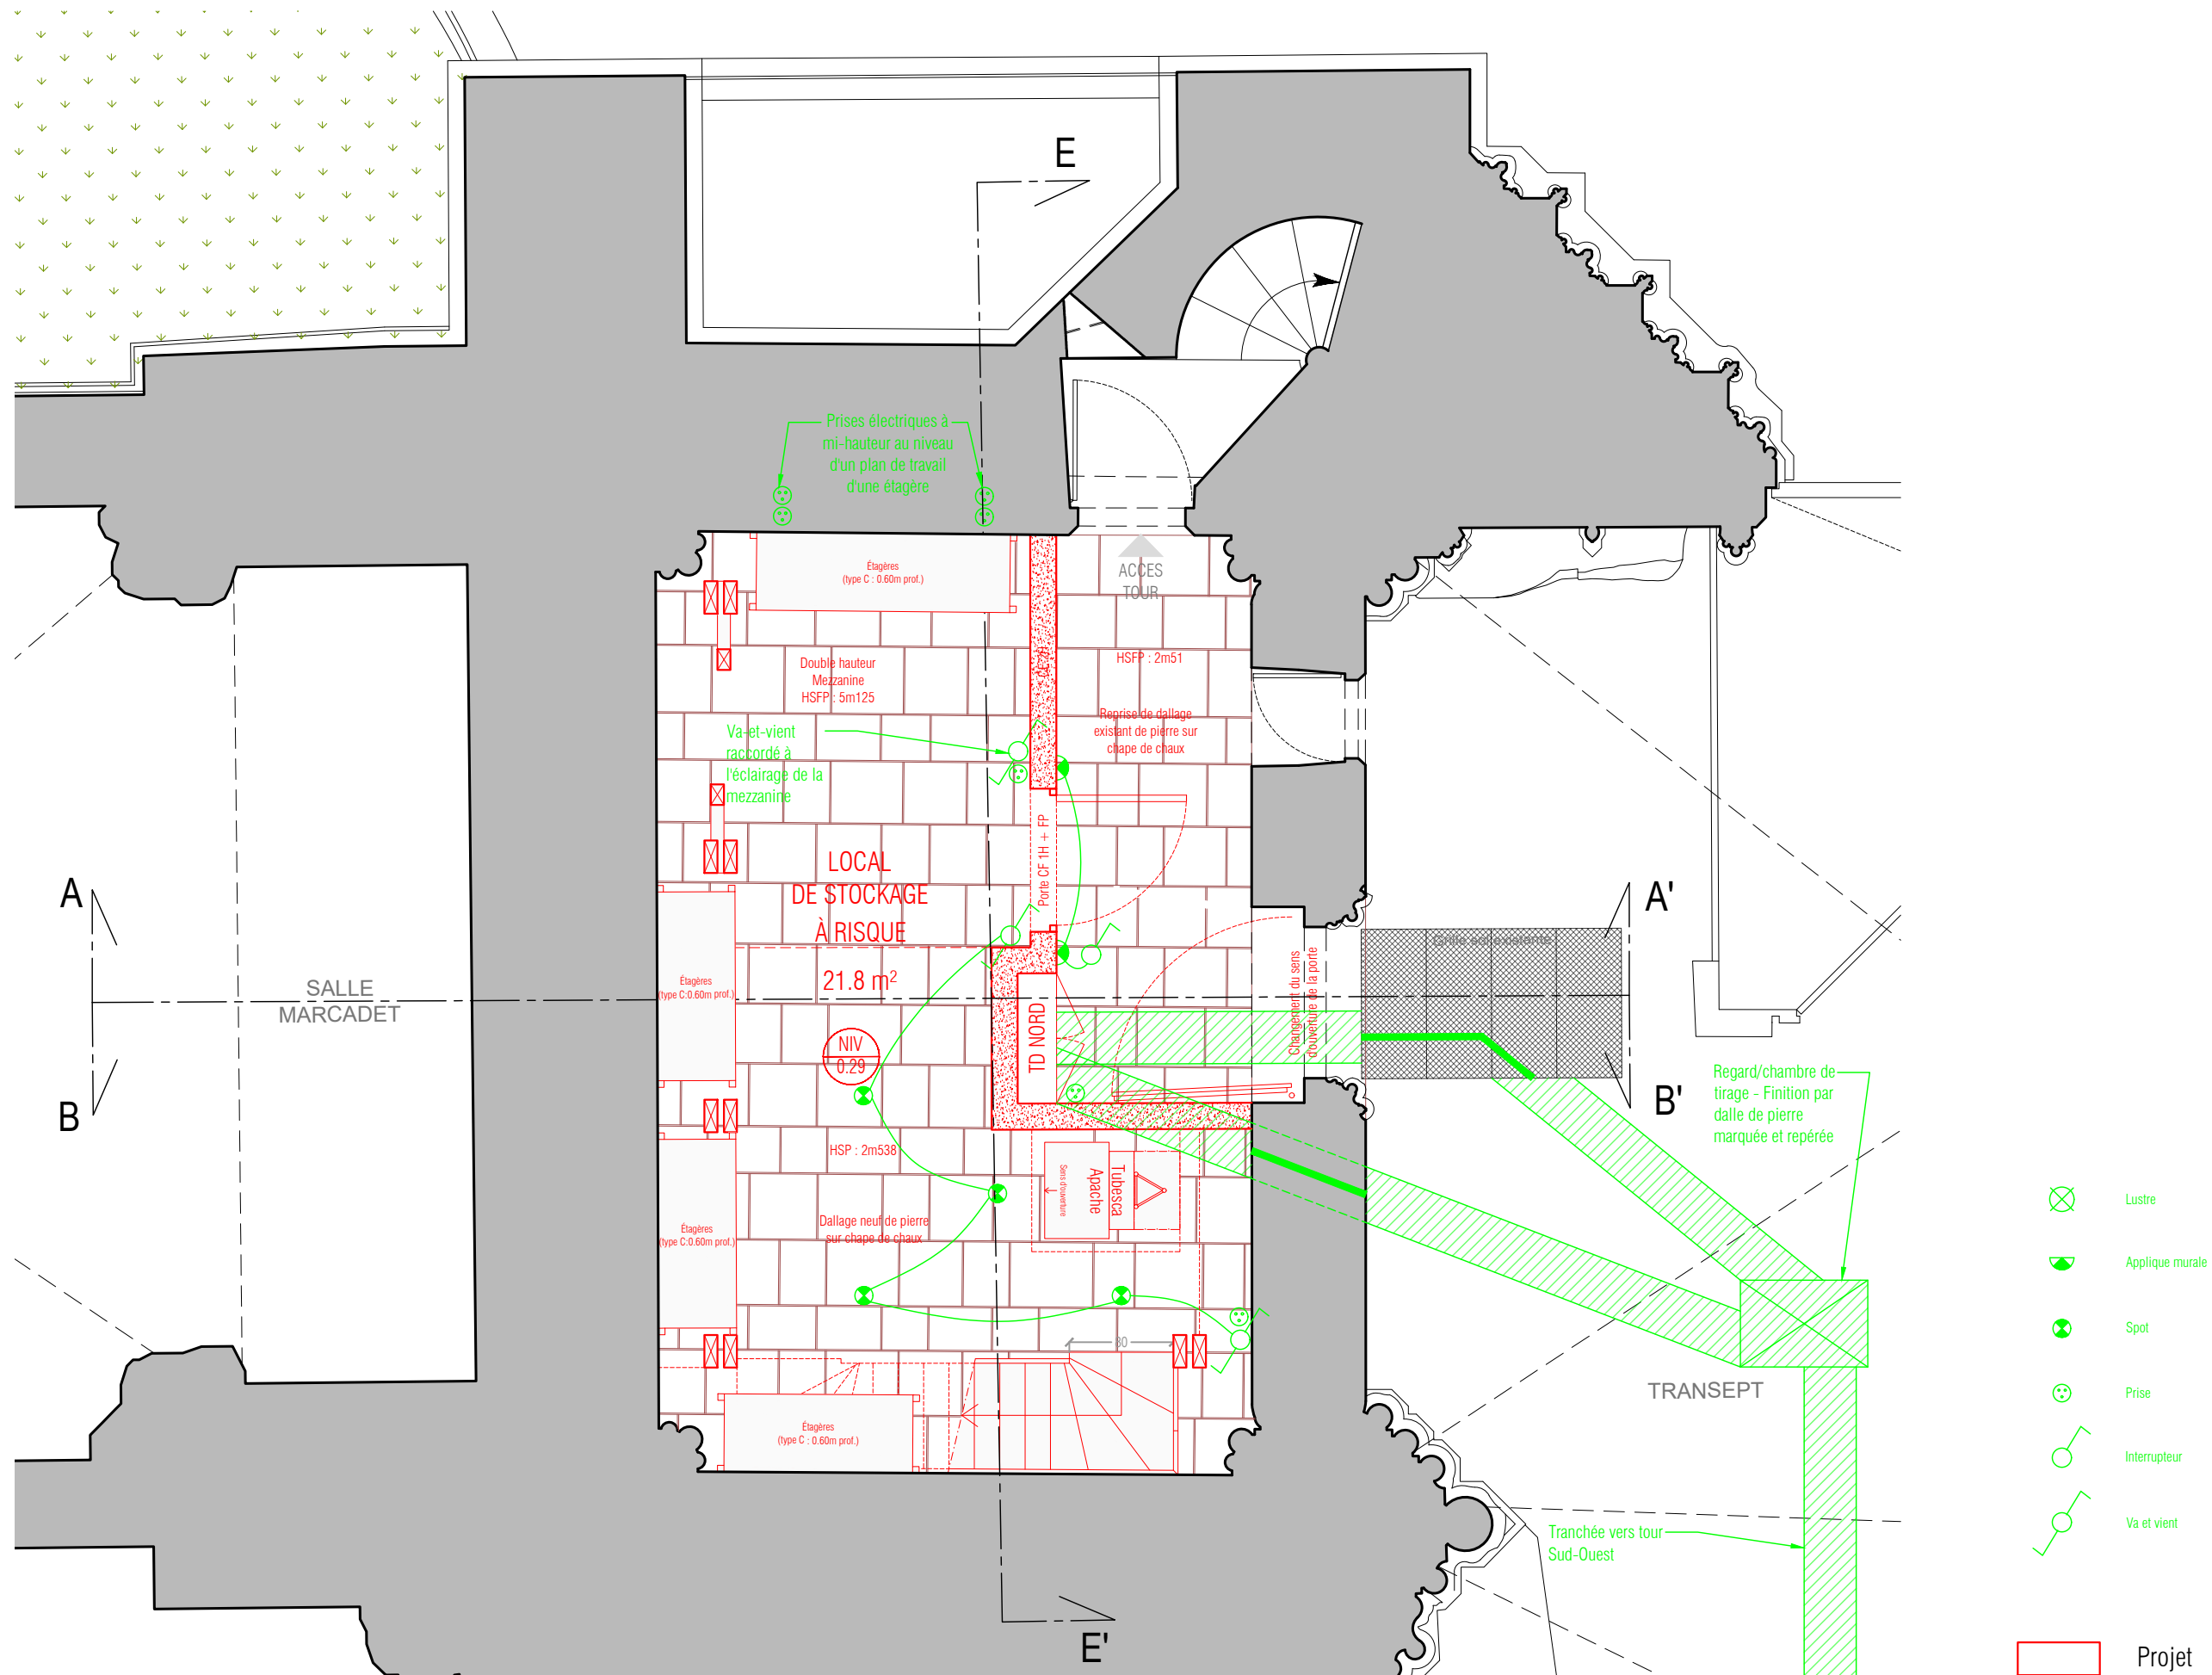 E
Prises électriques à
mi-hauteur au niveau
d'un plan de travail
d'une étagère
ACCES
TOUR
Étagères
(type C : 0.60m prof.)
HSFP : 2m51
Double hauteur
Mezzanine
HSFP : 5m125
Reprise de dallage
existant de pierre sur
chape de chaux
Va-et-vient
raccordé à
l'éclairage de la
mezzanine
Porte CF 1H + FP
LOCAL
DE STOCKAGE
À RISQUE
21.8 m²
A
A'
Grille sol existante
SALLE
MARCADET
Étagères
(type C:0.60m prof.)
TD NORD
Changement du sens
d'ouverture de la porte
NIV
0.29
B
B'
Regard/chambre de
tirage - Finition par
dalle de pierre
marquée et repérée
HSP : 2m538
Tubesca
Apache
Sens d'ouverture
Dallage neuf de pierre
sur chape de chaux
Étagères
(type C:0.60m prof.)
80
TRANSEPT
Étagères
(type C : 0.60m prof.)
Tranchée vers tour
Sud-Ouest
E'
Lustre
Applique murale
Spot
Prise
Interrupteur
Va et vient
Projet